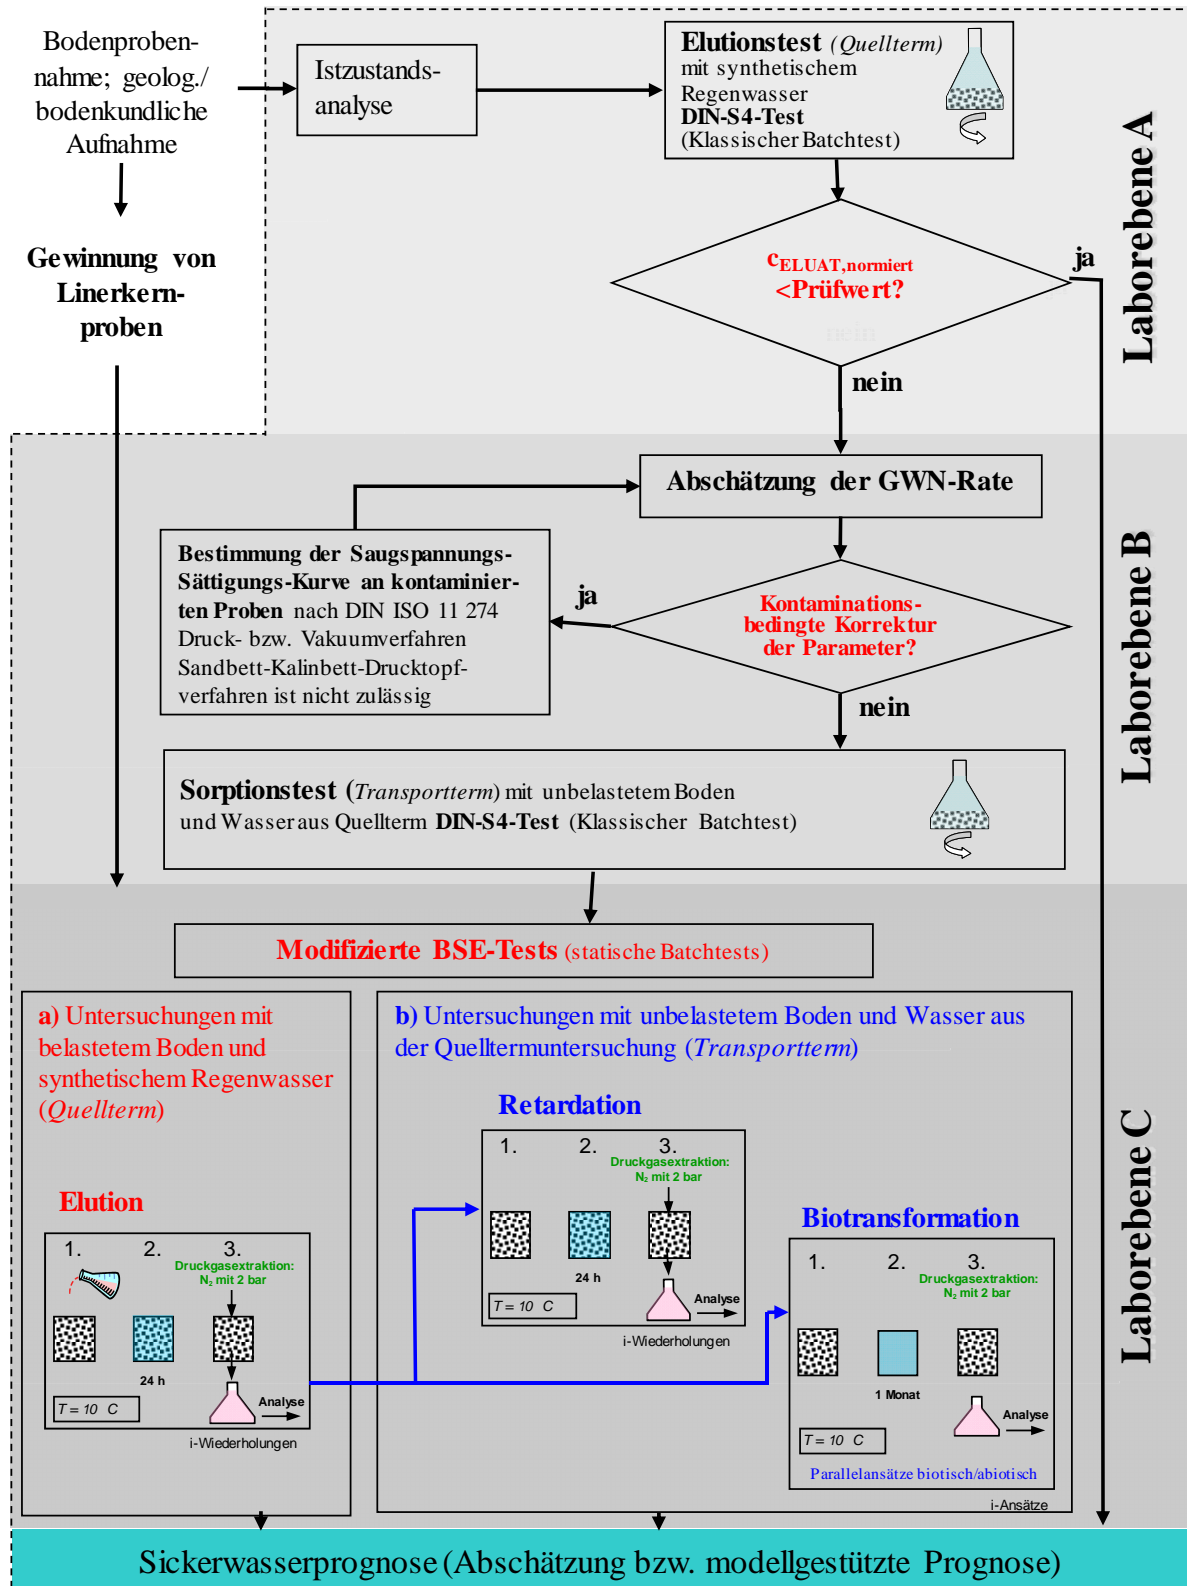 Bodenproben-
nahme; geolog./
bodenkundliche
Aufnahme
Istzustands-
analyse
Elutionstest (Quellterm)
mit synthetischem
Regenwasser
DIN-S4-Test
(Klassischer Batchtest)
Laborebene A
Gewinnung von
Linerkern-
proben
cELUAT,normiert
<Prüfwert?
nein
ja
nein
Abschätzung der GWN-Rate
Laborebene B
Bestimmung der Saugspannungs-
Sättigungs-Kurve an kontaminier-
ten Proben nach DIN ISO 11 274
Druck- bzw. Vakuumverfahren
Sandbett-Kalinbett-Drucktopf-
verfahren ist nicht zulässig
ja
Kontaminations-
bedingte Korrektur
der Parameter?
nein
Sorptionstest (Transportterm) mit unbelastetem Boden
und Wasser aus Quellterm DIN-S4-Test (Klassischer Batchtest)
Modifizierte BSE-Tests (statische Batchtests)
Laborebene C
a) Untersuchungen mit
belastetem Boden und
synthetischem Regenwasser
(Quellterm)
Elution
1. 2. 3.
Druckgasextraktion:
N2 mit 2 bar
24 h
T = 10 C
Analyse
i-Wiederholungen
b) Untersuchungen mit unbelastetem Boden und Wasser aus
der Quelltermuntersuchung (Transportterm)
Retardation
1. 2. 3.
Druckgasextraktion:
N2 mit 2 bar
24 h
T = 10 C
Analyse
i-Wiederholungen
Biotransformation
1. 2. 3.
Druckgasextraktion:
N2 mit 2 bar
1 Monat
T = 10 C
Analyse
Parallelansätze biotisch/abiotisch
i-Ansätze
Sickerwasserprognose (Abschätzung bzw. modellgestützte Prognose)